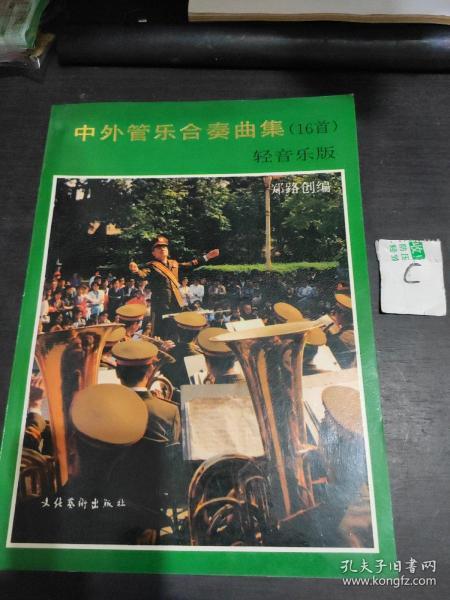 中外管乐合奏曲集(16首)
轻音乐版
郑路创编
C
文化艺术出版社
孔夫子旧书网
www.kongfz.com